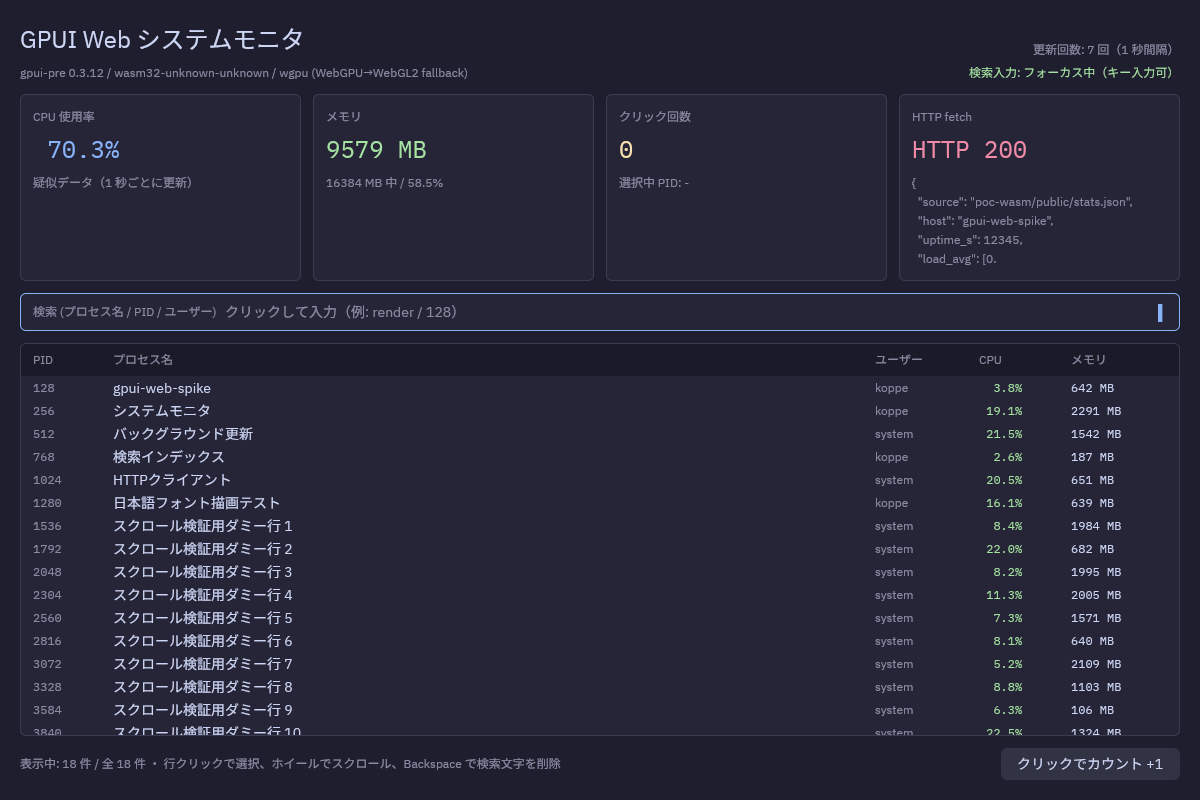 GPUI Web システムモニタ
更新回数: 7 回（1 秒間隔）
gpui-pre 0.3.12 / wasm32-unknown-unknown / wgpu (WebGPU→WebGL2 fallback)
検索入力: フォーカス中（キー入力可）
CPU 使用率
70.3%
疑似データ（1 秒ごとに更新）
メモリ
9579 MB
16384 MB 中 / 58.5%
クリック回数
0
選択中 PID: -
HTTP fetch
HTTP 200
{
"source": "poc-wasm/public/stats.json",
"host": "gpui-web-spike",
"uptime_s": 12345,
"load_avg": [0.
検索 (プロセス名 / PID / ユーザー) クリックして入力（例: render / 128）
PID プロセス名 ユーザー CPU メモリ
128 gpui-web-spike koppe 3.8% 642 MB
256 システムモニタ koppe 19.1% 2291 MB
512 バックグラウンド更新 system 21.5% 1542 MB
768 検索インデックス koppe 2.6% 187 MB
1024 HTTPクライアント system 20.5% 651 MB
1280 日本語フォント描画テスト koppe 16.1% 639 MB
1536 スクロール検証用ダミー行 1 system 8.4% 1984 MB
1792 スクロール検証用ダミー行 2 system 22.0% 682 MB
2048 スクロール検証用ダミー行 3 system 8.2% 1995 MB
2304 スクロール検証用ダミー行 4 system 11.3% 2005 MB
2560 スクロール検証用ダミー行 5 system 7.3% 1571 MB
2816 スクロール検証用ダミー行 6 system 8.1% 640 MB
3072 スクロール検証用ダミー行 7 system 5.2% 2109 MB
3328 スクロール検証用ダミー行 8 system 8.8% 1103 MB
3584 スクロール検証用ダミー行 9 system 6.3% 106 MB
3840 スクロール検証用ダミー行 10 system 22.5% 1324 MB
表示中: 18 件 / 全 18 件 ・ 行クリックで選択、ホイールでスクロール、Backspace で検索文字を削除
クリックでカウント +1